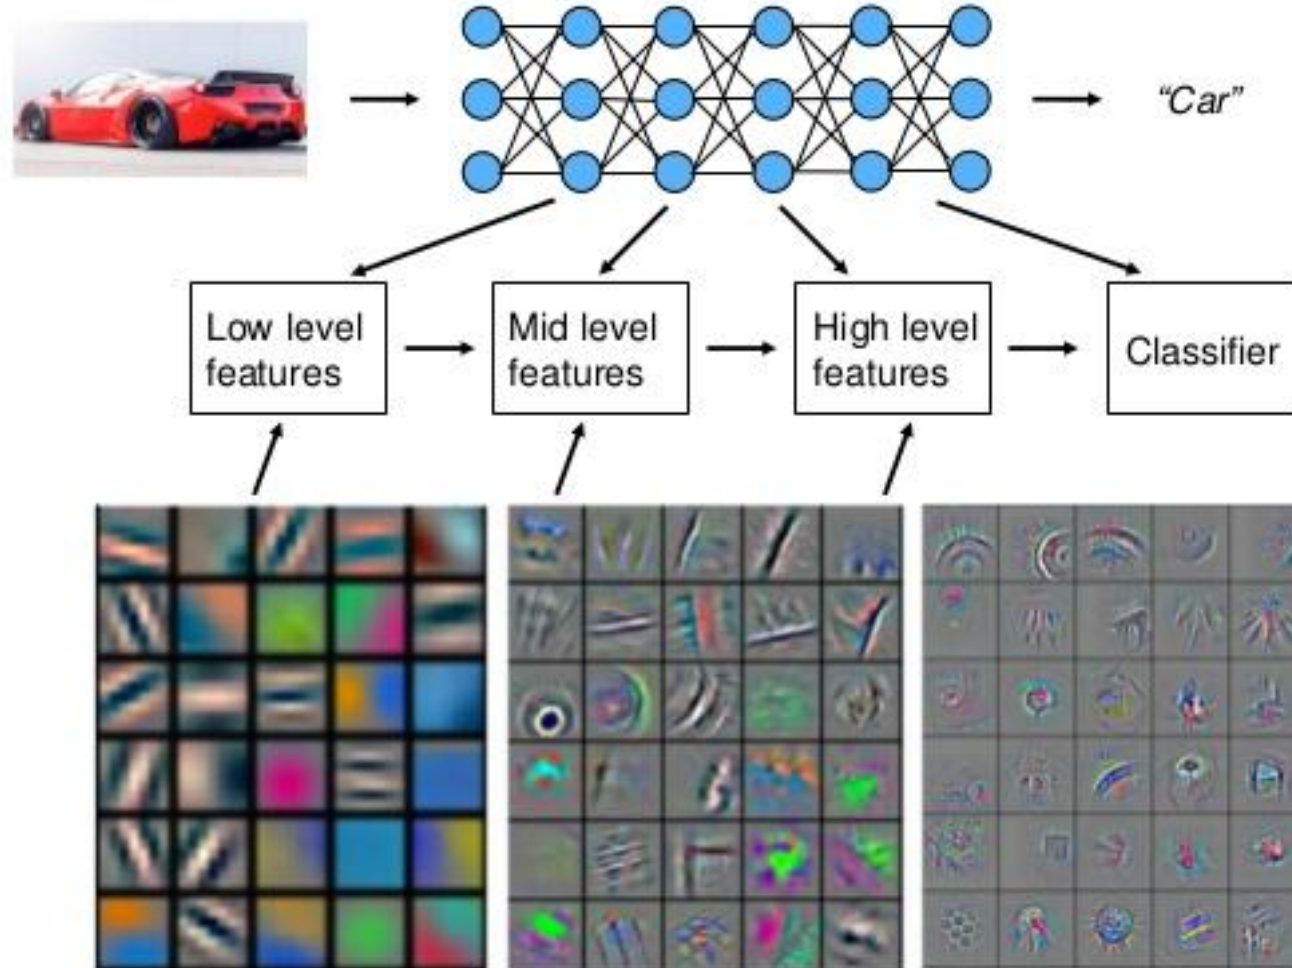 “Car”
Low level
features
Mid level
features
High level
features
Classifier